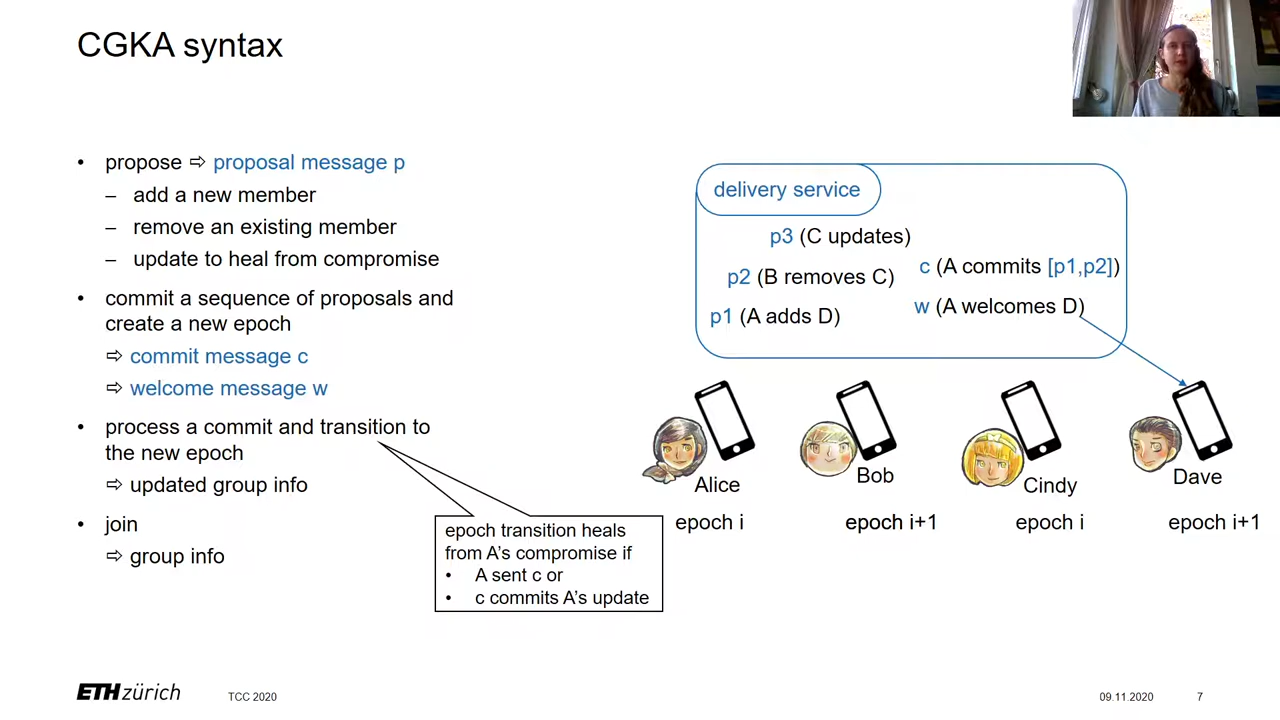 CGKA syntax
• propose ⇨ proposal message p
– add a new member
– remove an existing member
– update to heal from compromise
• commit a sequence of proposals and
create a new epoch
⇨ commit message c
⇨ welcome message w
• process a commit and transition to
the new epoch
⇨ updated group info
• join
⇨ group info
epoch transition heals
from A's compromise if
• A sent c or
• c commits A's update
delivery service
p3 (C updates)
p2 (B removes C)
p1 (A adds D)
c (A commits [p1,p2])
w (A welcomes D)
Alice
Bob
Cindy
Dave
epoch i
epoch i+1
epoch i
epoch i+1
ETH zürich
TCC 2020
09.11.2020
7